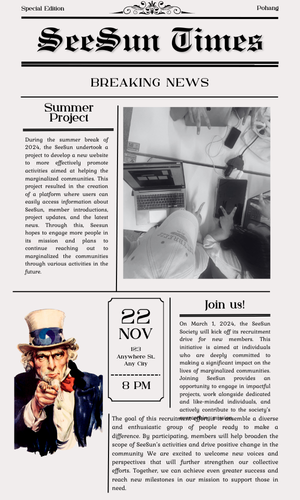 Special Edition
Pohang
SeeSun Times
BREAKING NEWS
Summer
Project
During the summer break of
2024, the SeeSun undertook a
project to develop a new website
to more effectively promote
activities aimed at helping the
marginalized communities. This
project resulted in the creation
of a platform where users can
easily access information about
SeeSun, member introductions,
project updates, and the latest
news. Through this, Seesun
hopes to engage more people in
its mission and plans to
continue reaching out to
marginalized the communities
through various activities in the
future.
22
NOV
123
Anywhere St.
Any City
8 PM
Join us!
On March 1, 2024, the SeeSun
Society will kick off its recruitment
drive for new members. This
initiative is aimed at individuals
who are deeply committed to
making a significant impact on the
lives of marginalized communities.
Joining SeeSun provides an
opportunity to engage in impactful
projects, work alongside dedicated
and like-minded individuals, and
actively contribute to the society's
The goal of this recruitment effort is to assemble a diverse
and enthusiastic group of people ready to make a
difference. By participating, members will help broaden the
scope of SeeSun's activities and drive positive change in the
community We are excited to welcome new voices and
perspectives that will further strengthen our collective
efforts. Together, we can achieve even greater success and
reach new milestones in our mission to support those in
need.